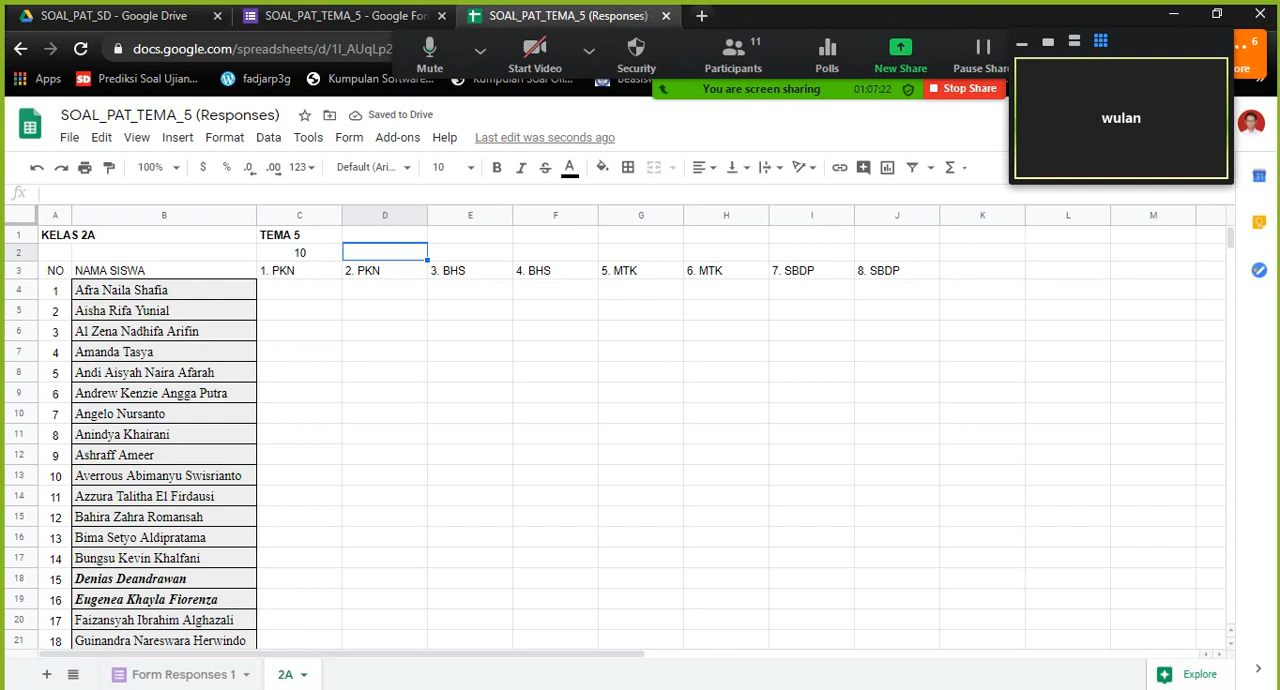 SOAL_PAT_SD - Google Drive
SOAL_PAT_TEMA_5 - Google For
SOAL_PAT_TEMA_5 (Responses)
docs.google.com/spreadsheets/d/1I_AUqLp2
Mute
Start Video
Security
11
Participants
Polls
New Share
Pause Shar
6
ore
Apps
Prediksi Soal Ujian...
fadjarp3g
Kumpulan Software...
You are screen sharing
01:07:22
Stop Share
wulan
SOAL_PAT_TEMA_5 (Responses)
Saved to Drive
File Edit View Insert Format Data Tools Form Add-ons Help Last edit was seconds ago
100% $ % .0 .00 123 Default (Ari... 10 B I S A
fx
A B C D E F G H I J K L M
1 KELAS 2A TEMA 5
2 10
3 NO NAMA SISWA 1. PKN 2. PKN 3. BHS 4. BHS 5. MTK 6. MTK 7. SBDP 8. SBDP
4 1 Afra Naila Shafia
5 2 Aisha Rifa Yunial
6 3 Al Zena Nadhifa Arifin
7 4 Amanda Tasya
8 5 Andi Aisyah Naira Afarah
9 6 Andrew Kenzie Angga Putra
10 7 Angelo Nursanto
11 8 Anindya Khairani
12 9 Ashraff Ameer
13 10 Averrous Abimanyu Swisrianto
14 11 Azzura Talitha El Firdausi
15 12 Bahira Zahra Romansah
16 13 Bima Setyo Aldipratama
17 14 Bungsu Kevin Khalfani
18 15 Denias Deandrawan
19 16 Eugenea Khayla Fiorenza
20 17 Faizansyah Ibrahim Alghazali
21 18 Guinandra Nareswara Herwindo
Form Responses 1
2A
Explore